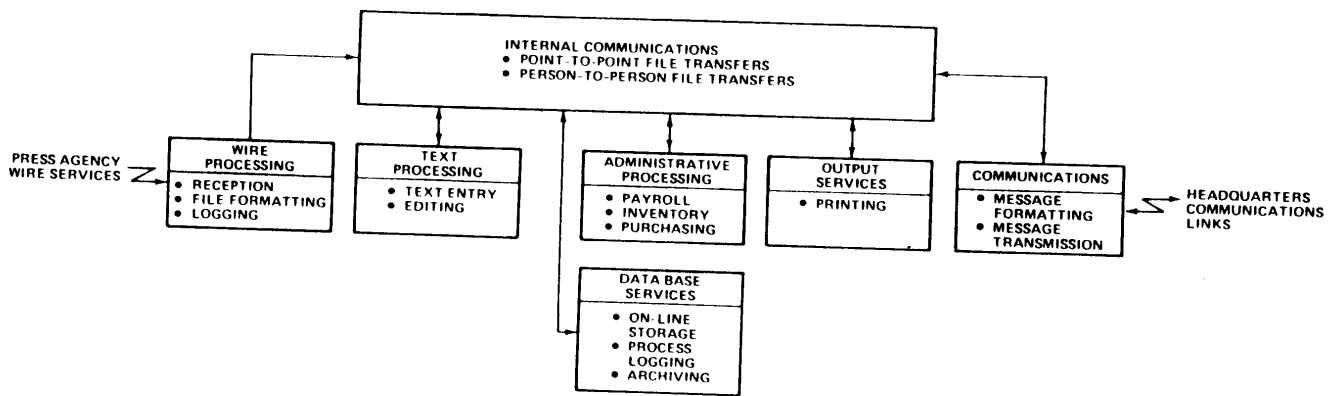 INTERNAL COMMUNICATIONS
• POINT-TO-POINT FILE TRANSFERS
• PERSON-TO-PERSON FILE TRANSFERS
PRESS AGENCY
WIRE SERVICES
WIRE
PROCESSING
• RECEPTION
• FILE FORMATTING
• LOGGING
TEXT
PROCESSING
• TEXT ENTRY
• EDITING
ADMINISTRATIVE
PROCESSING
• PAYROLL
• INVENTORY
• PURCHASING
OUTPUT
SERVICES
• PRINTING
COMMUNICATIONS
• MESSAGE
FORMATTING
• MESSAGE
TRANSMISSION
HEADQUARTERS
COMMUNICATIONS
LINKS
DATA BASE
SERVICES
• ON-LINE
STORAGE
• PROCESS
LOGGING
• ARCHIVING